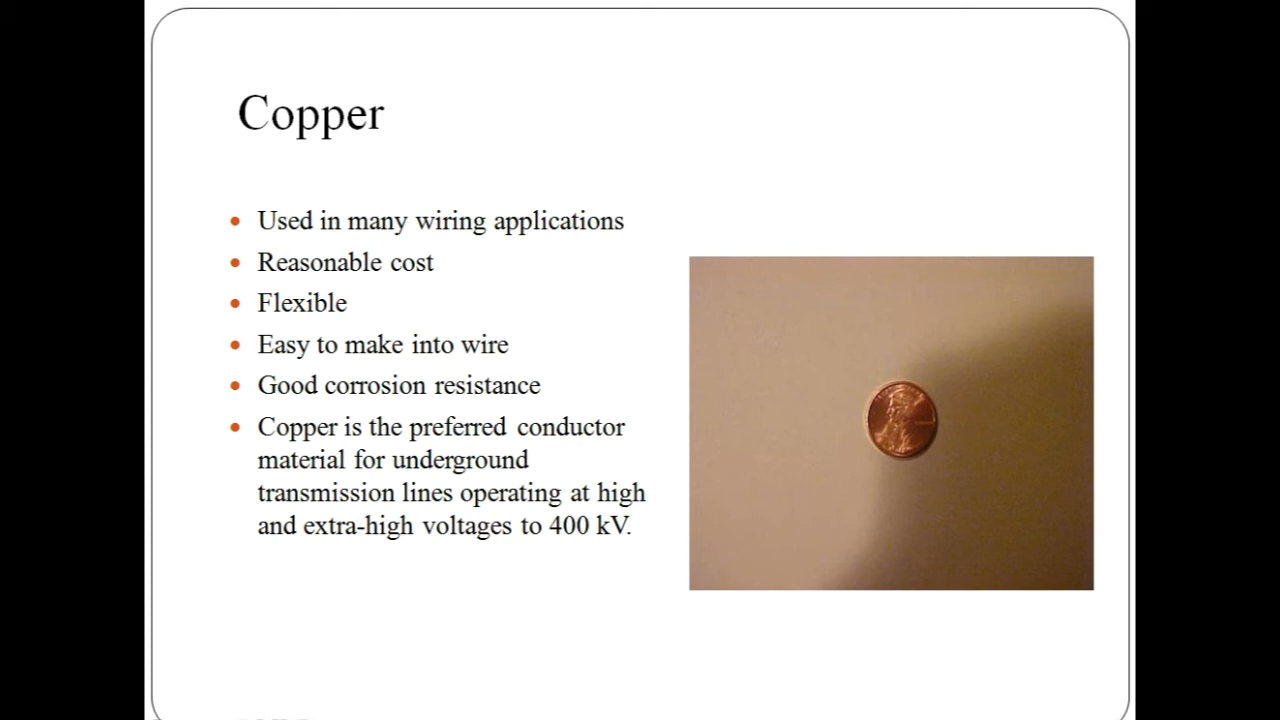 Copper
Used in many wiring applications
Reasonable cost
Flexible
Easy to make into wire
Good corrosion resistance
Copper is the preferred conductor
material for underground
transmission lines operating at high
and extra-high voltages to 400 kV.